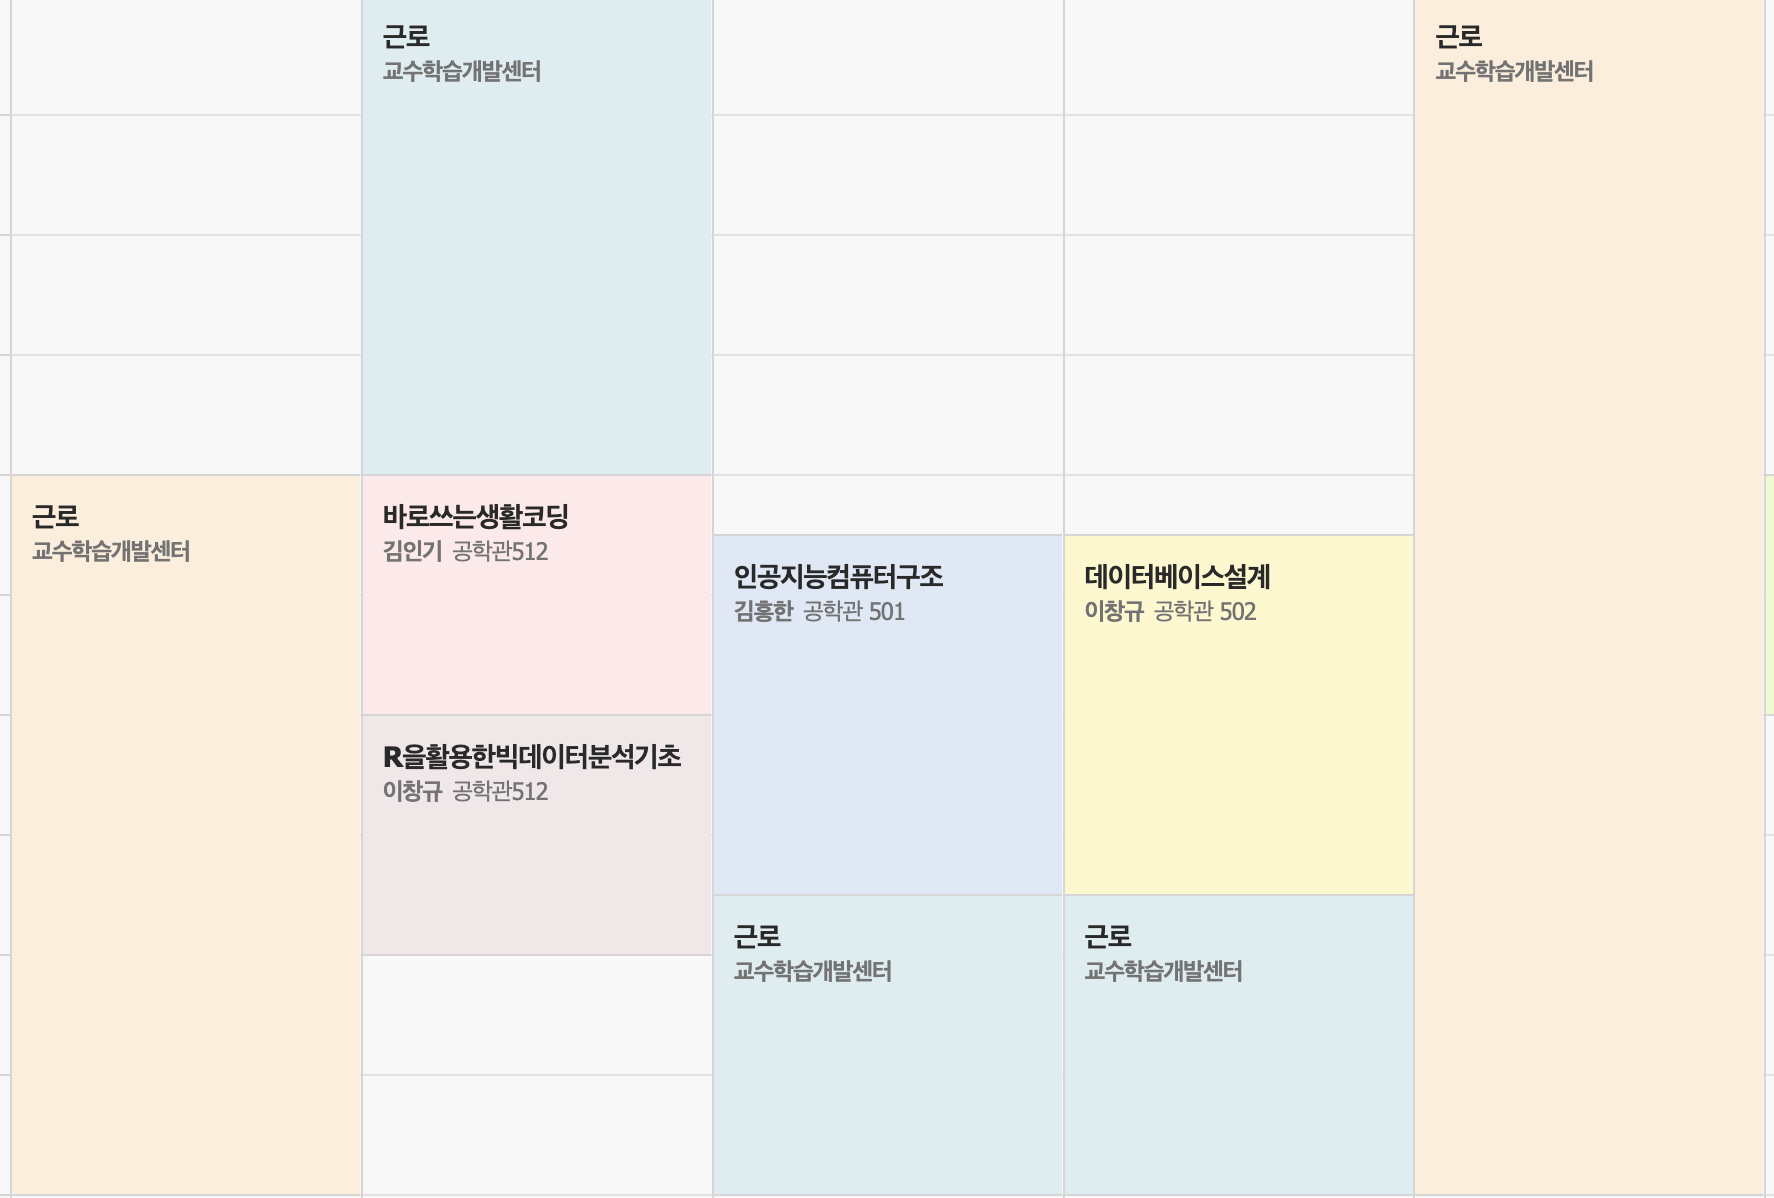 근로
교수학습개발센터
근로
교수학습개발센터
근로
교수학습개발센터
바로쓰는생활코딩
김인기 공학관512
인공지능컴퓨터구조
김홍한 공학관 501
데이터베이스설계
이창규 공학관 502
R을활용한빅데이터분석기초
이창규 공학관512
근로
교수학습개발센터
근로
교수학습개발센터